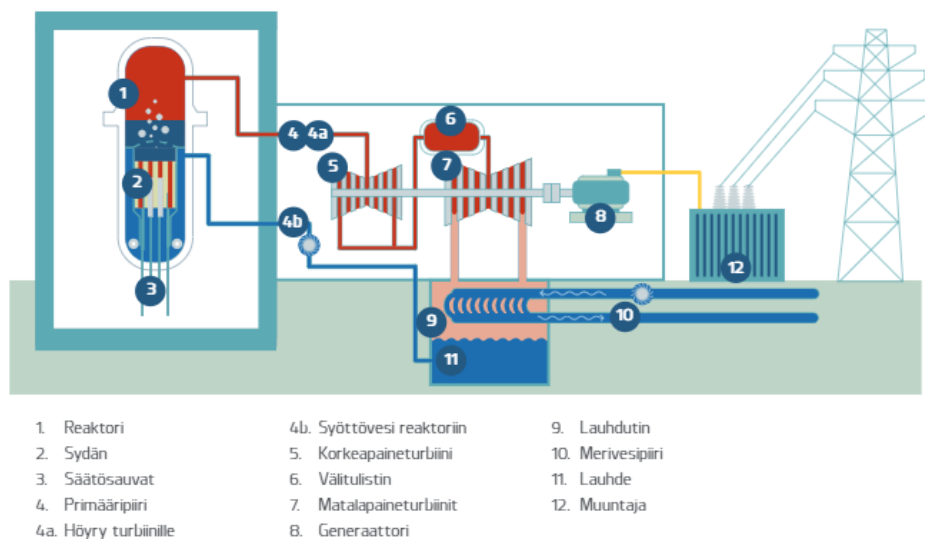 1
2
3
4
4a
4b
5
6
7
8
9
10
11
12
1. Reaktori
2. Sydän
3. Säätösauvat
4. Primääripiiri
4a. Höyry turbiinille
4b. Syöttövesi reaktoriin
5. Korkeapaineturbiini
6. Välitulistin
7. Matalapaineturbiinit
8. Generaattori
9. Lauhdutin
10. Merivesipiiri
11. Lauhde
12. Muuntaja